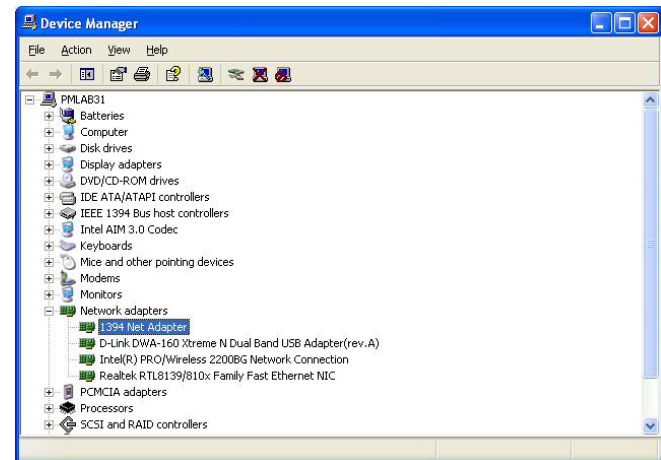 Device Manager
File Action View Help
PMLAB31
Batteries
Computer
Disk drives
Display adapters
DVD/CD-ROM drives
IDE ATA/ATAPI controllers
IEEE 1394 Bus host controllers
Intel AIM 3.0 Codec
Keyboards
Mice and other pointing devices
Modems
Monitors
Network adapters
1394 Net Adapter
D-Link DWA-160 Xtreme N Dual Band USB Adapter(rev.A)
Intel(R) PRO/Wireless 2200BG Network Connection
Realtek RTL8139/810x Family Fast Ethernet NIC
PCMCIA adapters
Processors
SCSI and RAID controllers